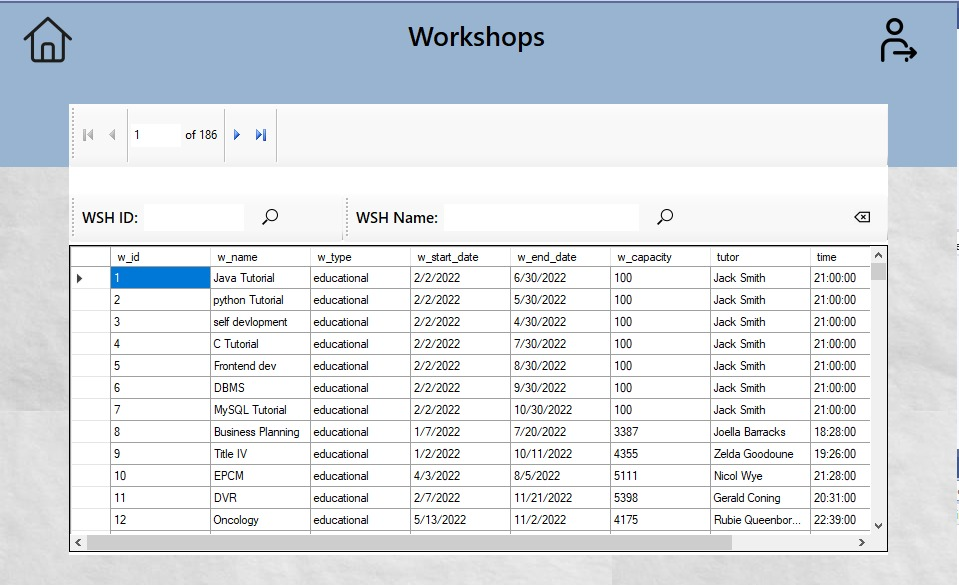 Workshops
1 of 186
WSH ID: WSH Name:
w_id w_name w_type w_start_date w_end_date w_capacity tutor time
1 Java Tutorial educational 2/2/2022 6/30/2022 100 Jack Smith 21:00:00
2 python Tutorial educational 2/2/2022 5/30/2022 100 Jack Smith 21:00:00
3 self devlopment educational 2/2/2022 4/30/2022 100 Jack Smith 21:00:00
4 C Tutorial educational 2/2/2022 7/30/2022 100 Jack Smith 21:00:00
5 Frontend dev educational 2/2/2022 8/30/2022 100 Jack Smith 21:00:00
6 DBMS educational 2/2/2022 9/30/2022 100 Jack Smith 21:00:00
7 MySQL Tutorial educational 2/2/2022 10/30/2022 100 Jack Smith 21:00:00
8 Business Planning educational 1/7/2022 7/20/2022 3387 Joella Barracks 18:28:00
9 Title IV educational 1/2/2022 10/11/2022 4355 Zelda Goodoune 19:26:00
10 EPCM educational 4/3/2022 8/5/2022 5111 Nicol Wye 21:28:00
11 DVR educational 2/7/2022 11/21/2022 5398 Gerald Coning 20:31:00
12 Oncology educational 5/13/2022 11/2/2022 4175 Rubie Queenbor... 22:39:00